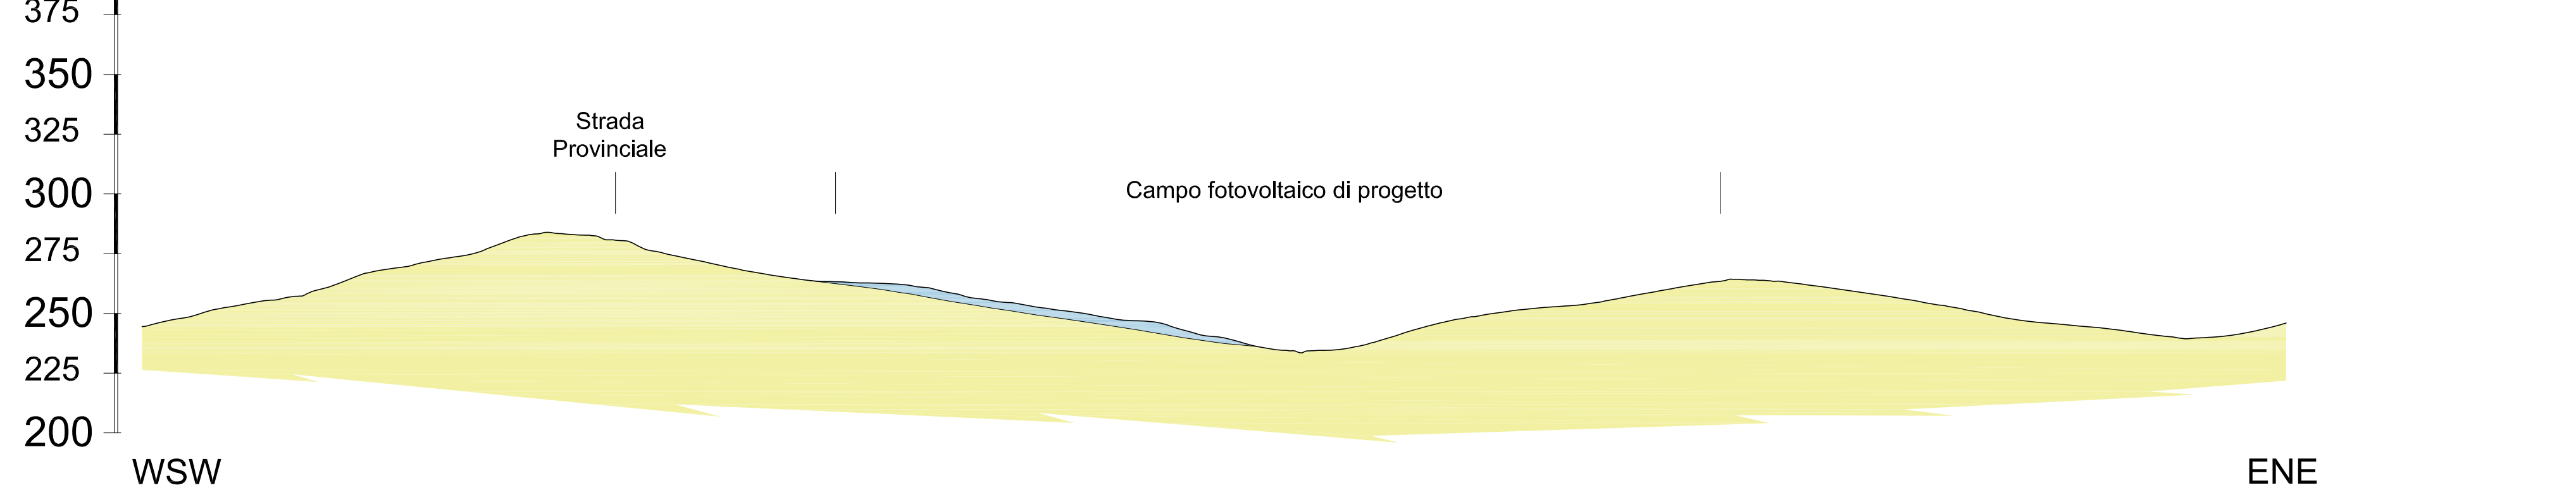 375
350
325
300
275
250
225
200
Strada
Provinciale
Campo fotovoltaico di progetto
WSW
ENE